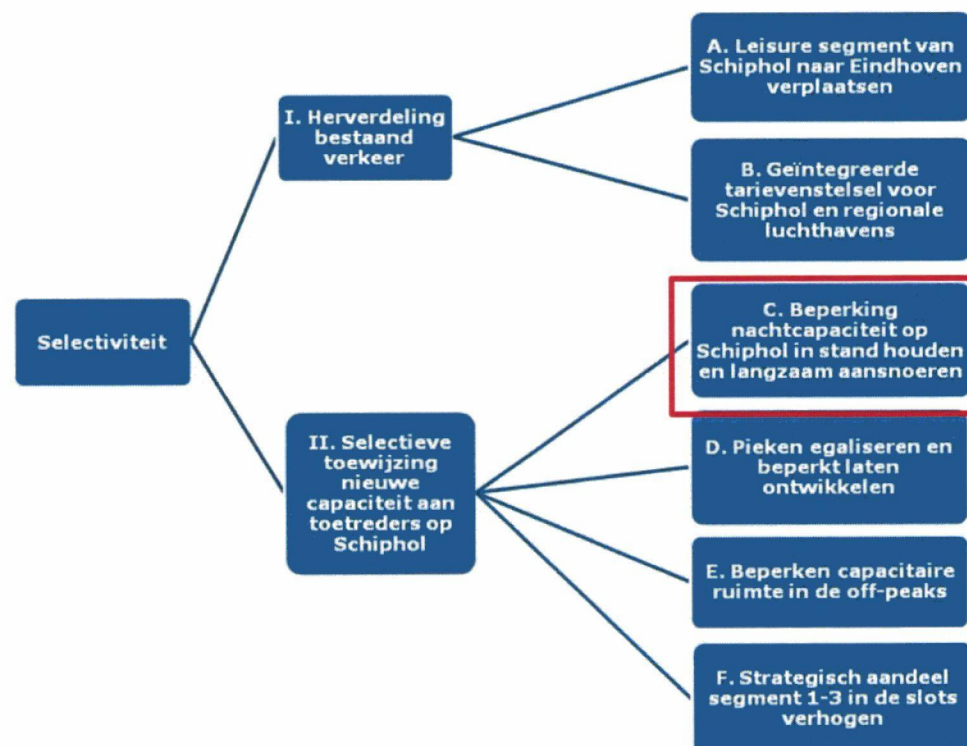 Selectiviteit
I. Herverdeling
bestaand
verkeer
II. Selectieve
toewijzing
nieuwe
capaciteit aan
toetreders op
Schiphol
A. Leisure segment van
Schiphol naar Eindhoven
verplaatsen
B. Geïntegreerde
tarievenstelsel voor
Schiphol en regionale
luchthavens
C. Beperking
nachtcapaciteit op
Schiphol in stand houden
en langzaam aansnoeren
D. Pieken egaliseren en
beperkt laten
ontwikkelen
E. Beperken capacitaire
ruimte in de off-peaks
F. Strategisch aandeel
segment 1-3 in de slots
verhogen